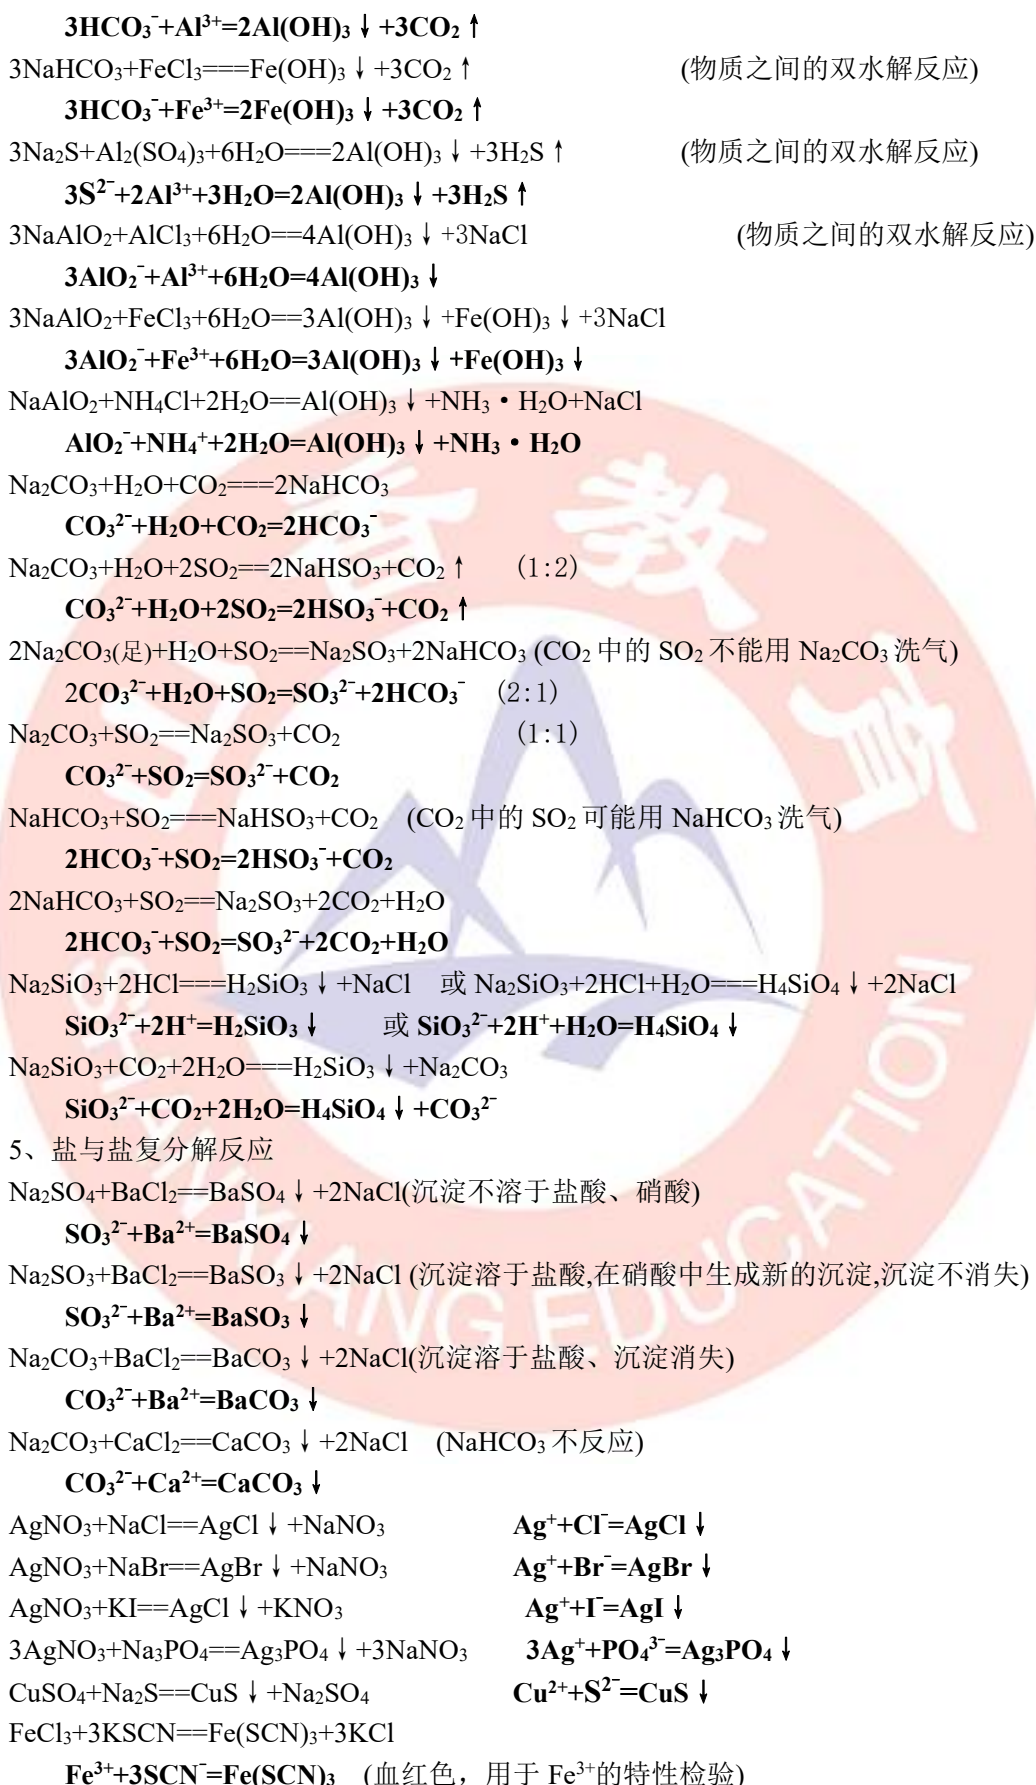 3HCO₃⁻+Al³⁺=2Al(OH)₃↓+3CO₂↑
3NaHCO₃+FeCl₃===Fe(OH)₃↓+3CO₂↑ (物质之间的双水解反应)
3HCO₃⁻+Fe³⁺=2Fe(OH)₃↓+3CO₂↑
3Na₂S+Al₂(SO₄)₃+6H₂O===2Al(OH)₃↓+3H₂S↑ (物质之间的双水解反应)
3S²⁻+2Al³⁺+3H₂O=2Al(OH)₃↓+3H₂S↑
3NaAlO₂+AlCl₃+6H₂O==4Al(OH)₃↓+3NaCl (物质之间的双水解反应)
3AlO₂⁻+Al³⁺+6H₂O=4Al(OH)₃↓
3NaAlO₂+FeCl₃+6H₂O==3Al(OH)₃↓+Fe(OH)₃↓+3NaCl
3AlO₂⁻+Fe³⁺+6H₂O=3Al(OH)₃↓+Fe(OH)₃↓
NaAlO₂+NH₄Cl+2H₂O==Al(OH)₃↓+NH₃•H₂O+NaCl
AlO₂⁻+NH₄⁺+2H₂O=Al(OH)₃↓+NH₃•H₂O
Na₂CO₃+H₂O+CO₂===2NaHCO₃
CO₃²⁻+H₂O+CO₂=2HCO₃⁻
Na₂CO₃+H₂O+2SO₂==2NaHSO₃+CO₂↑ (1:2)
CO₃²⁻+H₂O+2SO₂=2HSO₃⁻+CO₂↑
2Na₂CO₃(足)+H₂O+SO₂==Na₂SO₃+2NaHCO₃ (CO₂中的 SO₂不能用 Na₂CO₃洗气)
2CO₃²⁻+H₂O+SO₂=SO₃²⁻+2HCO₃⁻ (2:1)
Na₂CO₃+SO₂==Na₂SO₃+CO₂ (1:1)
CO₃²⁻+SO₂=SO₃²⁻+CO₂
NaHCO₃+SO₂===NaHSO₃+CO₂ (CO₂中的 SO₂可能用 NaHCO₃洗气)
2HCO₃⁻+SO₂=2HSO₃⁻+CO₂
2NaHCO₃+SO₂==Na₂SO₃+2CO₂+H₂O
2HCO₃⁻+SO₂=SO₃²⁻+2CO₂+H₂O
Na₂SiO₃+2HCl===H₂SiO₃↓+NaCl 或 Na₂SiO₃+2HCl+H₂O===H₄SiO₄↓+2NaCl
SiO₃²⁻+2H⁺=H₂SiO₃↓ 或 SiO₃²⁻+2H⁺+H₂O=H₄SiO₄↓
Na₂SiO₃+CO₂+2H₂O===H₂SiO₃↓+Na₂CO₃
SiO₃²⁻+CO₂+2H₂O=H₄SiO₄↓+CO₃²⁻
5、盐与盐复分解反应
Na₂SO₄+BaCl₂==BaSO₄↓+2NaCl(沉淀不溶于盐酸、硝酸)
SO₃²⁻+Ba²⁺=BaSO₄↓
Na₂SO₃+BaCl₂==BaSO₃↓+2NaCl (沉淀溶于盐酸,在硝酸中生成新的沉淀,沉淀不消失)
SO₃²⁻+Ba²⁺=BaSO₃↓
Na₂CO₃+BaCl₂==BaCO₃↓+2NaCl(沉淀溶于盐酸、沉淀消失)
CO₃²⁻+Ba²⁺=BaCO₃↓
Na₂CO₃+CaCl₂==CaCO₃↓+2NaCl (NaHCO₃不反应)
CO₃²⁻+Ca²⁺=CaCO₃↓
AgNO₃+NaCl==AgCl↓+NaNO₃ Ag⁺+Cl⁻=AgCl↓
AgNO₃+NaBr==AgBr↓+NaNO₃ Ag⁺+Br⁻=AgBr↓
AgNO₃+KI==AgCl↓+KNO₃ Ag⁺+I⁻=AgI↓
3AgNO₃+Na₃PO₄==Ag₃PO₄↓+3NaNO₃ 3Ag⁺+PO₄³⁻=Ag₃PO₄↓
CuSO₄+Na₂S==CuS↓+Na₂SO₄ Cu²⁺+S²⁻=CuS↓
FeCl₃+3KSCN==Fe(SCN)₃+3KCl
Fe³⁺+3SCN⁻=Fe(SCN)₃ (血红色，用于 Fe³⁺的特性检验)
山香教育
SHANXIANG EDUCATION